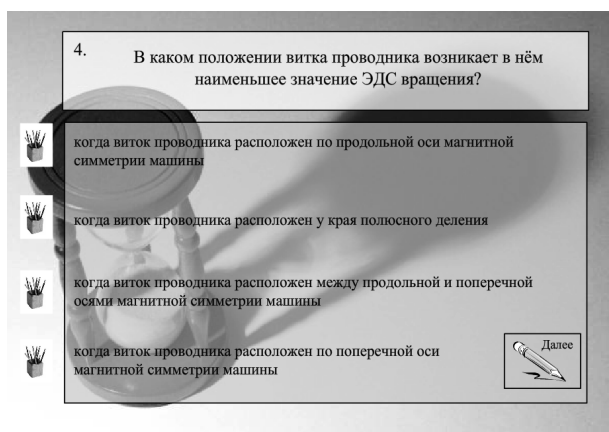 4.
В каком положении витка проводника возникает в нём
наименьшее значение ЭДС вращения?
когда виток проводника расположен по продольной оси магнитной
симметрии машины
когда виток проводника расположен у края полюсного деления
когда виток проводника расположен между продольной и поперечной
осями магнитной симметрии машины
когда виток проводника расположен по поперечной оси
магнитной симметрии машины
Далее